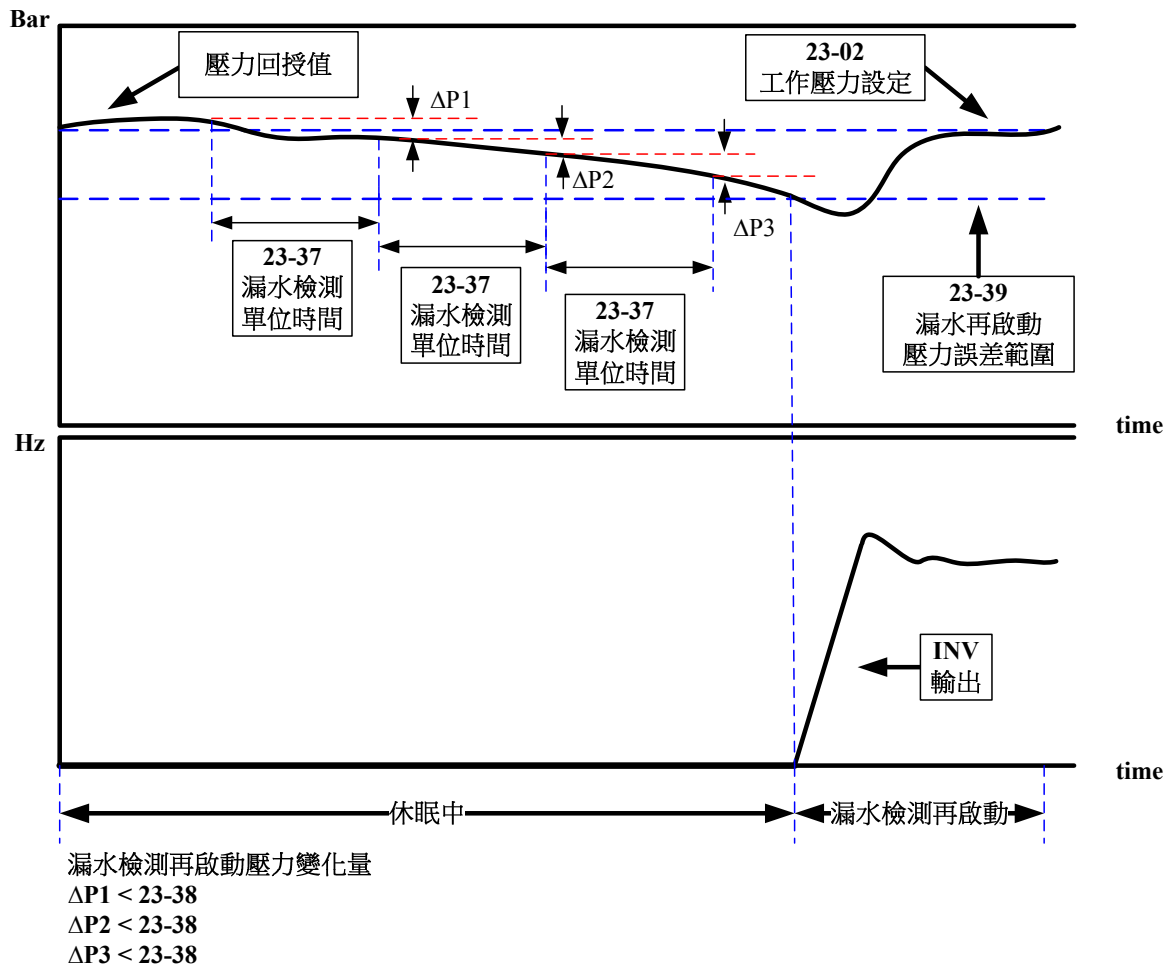 Bar
壓力回授值
23-02
工作壓力設定
ΔP1
ΔP2
ΔP3
23-37
漏水檢測
單位時間
23-37
漏水檢測
單位時間
23-37
漏水檢測
單位時間
23-39
漏水再啟動
壓力誤差範圍
time
Hz
INV
輸出
time
休眠中
漏水檢測再啟動
漏水檢測再啟動壓力變化量
ΔP1 < 23-38
ΔP2 < 23-38
ΔP3 < 23-38